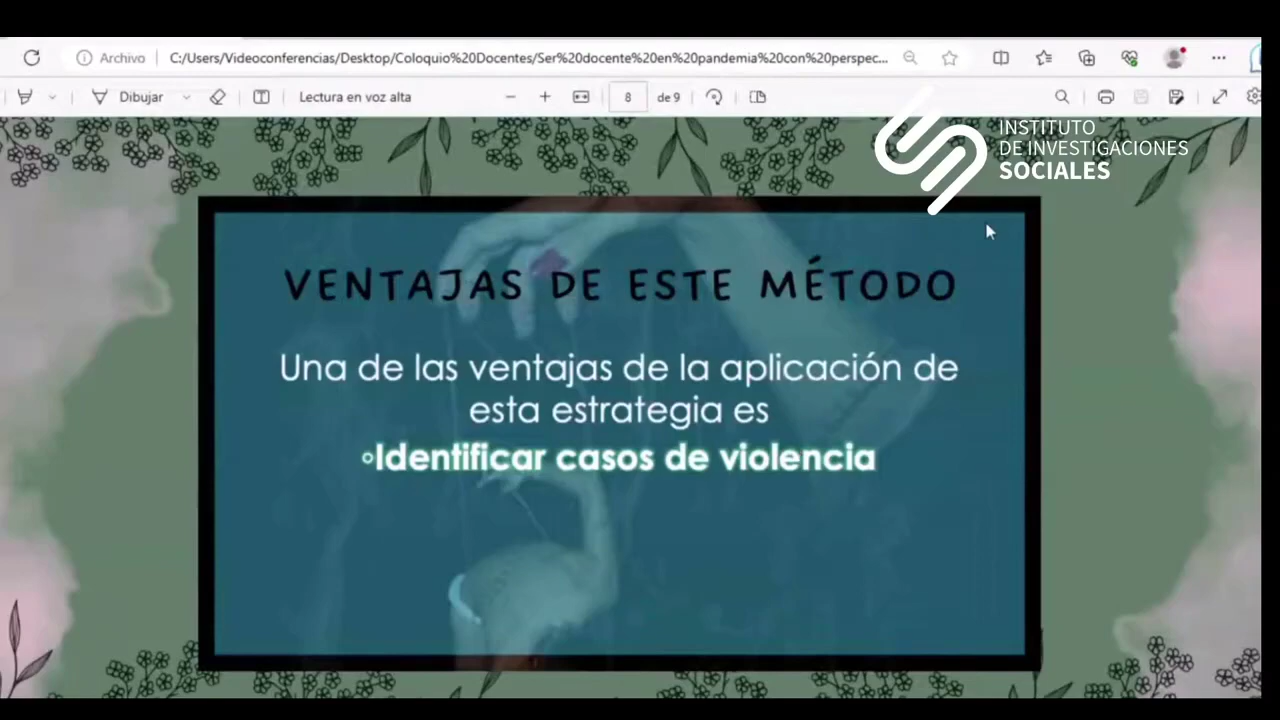 Archivo
C:/Users/Videoconferencias/Desktop/Coloquio%20Docentes/Ser%20docente%20en%20pandemia%20con%20perspec...
Dibujar
Lectura en voz alta
8
de 9
INSTITUTO
DE INVESTIGACIONES
SOCIALES
VENTAJAS DE ESTE MÉTODO
Una de las ventajas de la aplicación de
esta estrategia es
◦Identificar casos de violencia